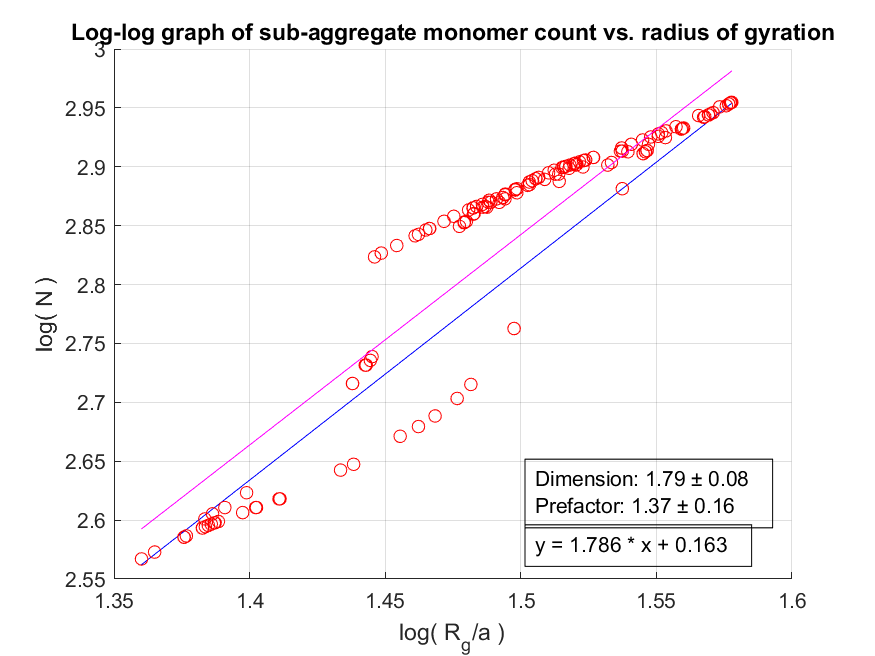 Log-log graph of sub-aggregate monomer count vs. radius of gyration
3
2.95
2.9
2.85
2.8
2.75
2.7
2.65
2.6
2.55
log( N )
Dimension: 1.79 ± 0.08
Prefactor: 1.37 ± 0.16
y = 1.786 * x + 0.163
1.35 1.4 1.45 1.5 1.55 1.6
log( R_g/a )